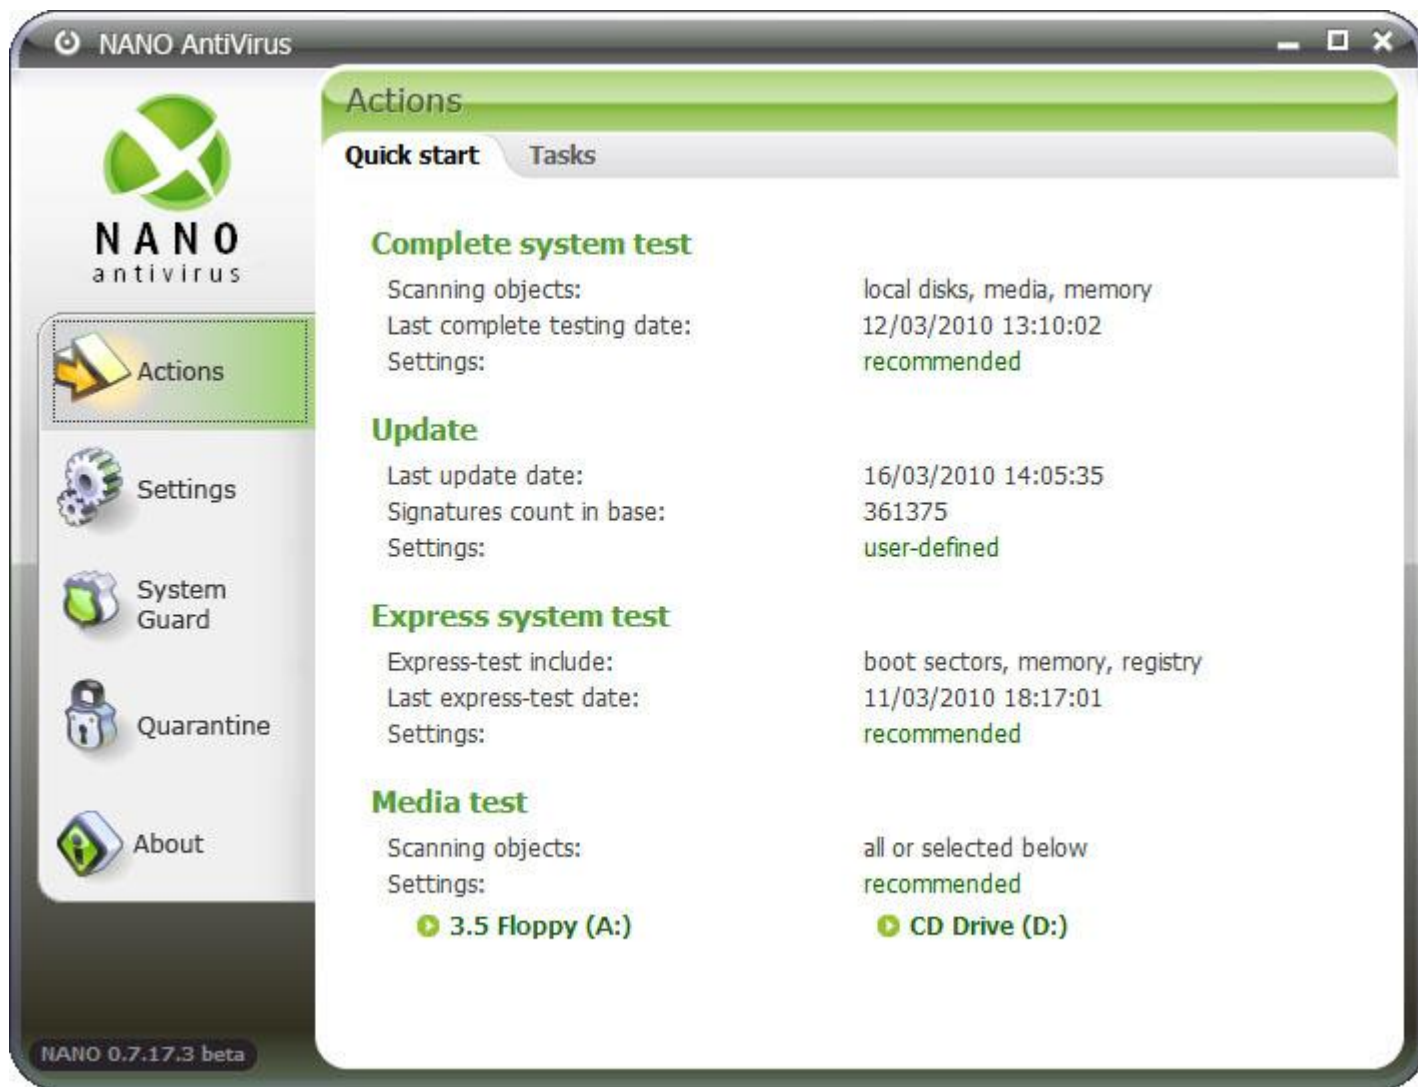 NANO AntiVirus
NANO
antivirus
Actions
Settings
System
Guard
Quarantine
About
NANO 0.7.17.3 beta
Actions
Quick start Tasks
Complete system test
Scanning objects: local disks, media, memory
Last complete testing date: 12/03/2010 13:10:02
Settings: recommended
Update
Last update date: 16/03/2010 14:05:35
Signatures count in base: 361375
Settings: user-defined
Express system test
Express-test include: boot sectors, memory, registry
Last express-test date: 11/03/2010 18:17:01
Settings: recommended
Media test
Scanning objects: all or selected below
Settings: recommended
3.5 Floppy (A:) CD Drive (D:)